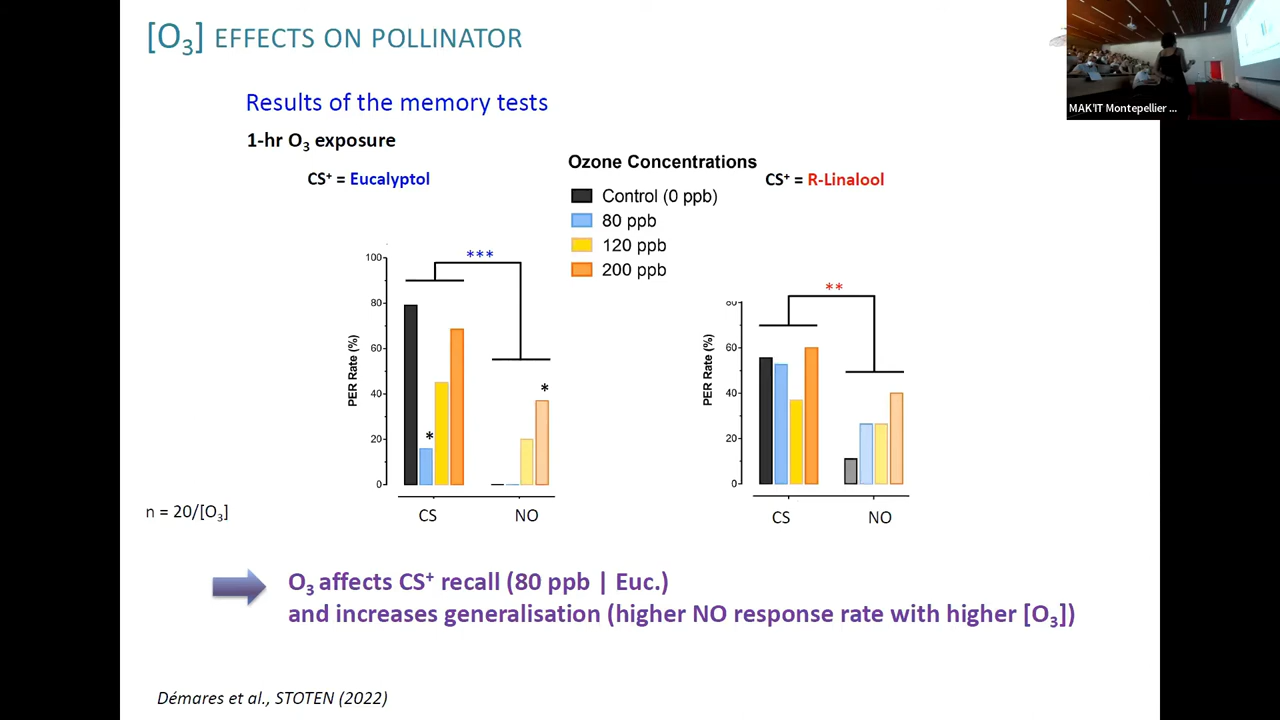 [O₃] EFFECTS ON POLLINATOR
MAK'IT Montepellier ...
Results of the memory tests
1-hr O₃ exposure
CS⁺ = Eucalyptol
Ozone Concentrations
Control (0 ppb)
80 ppb
120 ppb
200 ppb
CS⁺ = R-Linalool
***
100
80
60
40
20
0
PER Rate (%)
*
*
CS
NO
**
80
60
40
20
0
PER Rate (%)
CS
NO
n = 20/[O₃]
O₃ affects CS⁺ recall (80 ppb | Euc.)
and increases generalisation (higher NO response rate with higher [O₃])
Démares et al., STOTEN (2022)